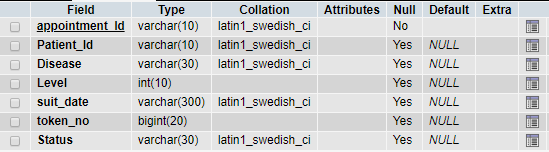 Field Type Collation Attributes Null Default Extra
appointment_Id varchar(10) latin1_swedish_ci No
Patient_Id varchar(10) latin1_swedish_ci Yes NULL
Disease varchar(30) latin1_swedish_ci Yes NULL
Level int(10) Yes NULL
suit_date varchar(300) latin1_swedish_ci Yes NULL
token_no bigint(20) Yes NULL
Status varchar(30) latin1_swedish_ci Yes NULL